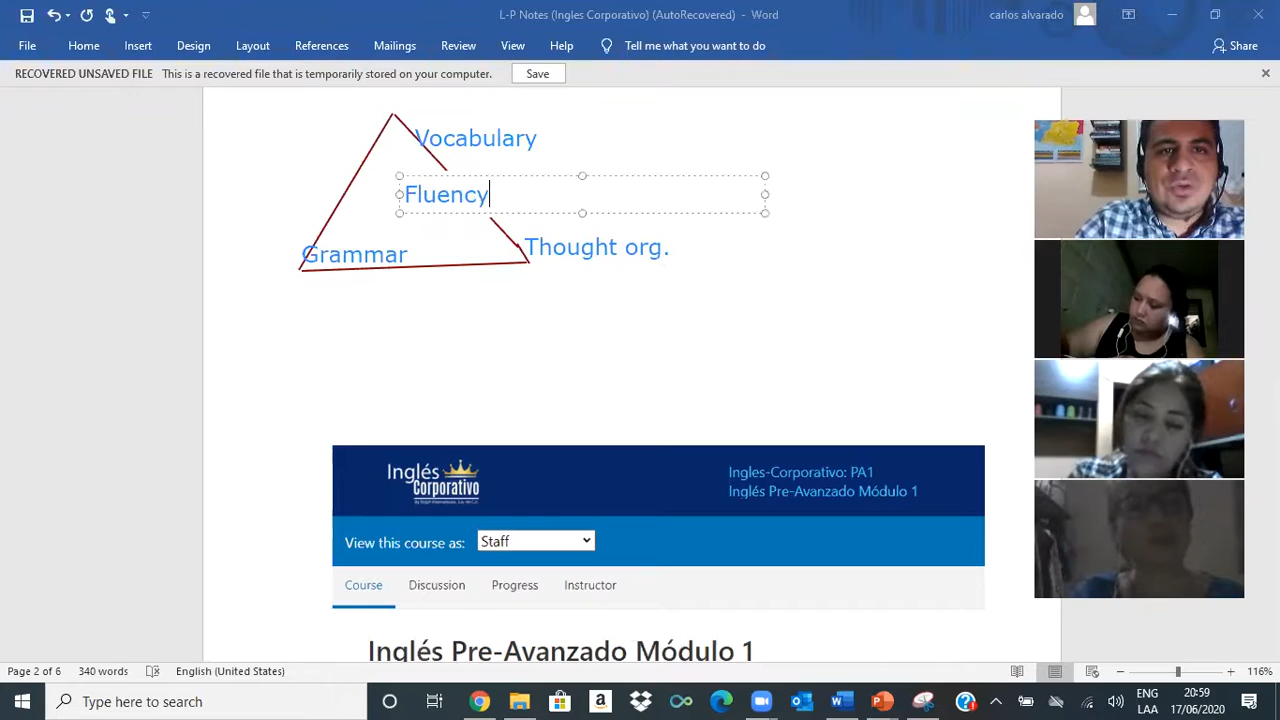 L-P Notes (Ingles Corporativo) (AutoRecovered) - Word
carlos alvarado
File Home Insert Design Layout References Mailings Review View Help Tell me what you want to do Share
RECOVERED UNSAVED FILE This is a recovered file that is temporarily stored on your computer. Save
Vocabulary
Fluency
Grammar
Thought org.
Inglés
Corporativo
Ingles-Corporativo: PA1
Inglés Pre-Avanzado Módulo 1
View this course as: Staff
Course Discussion Progress Instructor
Inglés Pre-Avanzado Módulo 1
Page 2 of 6 340 words English (United States) 116%
Type here to search
ENG
LAA
20:59
17/06/2020